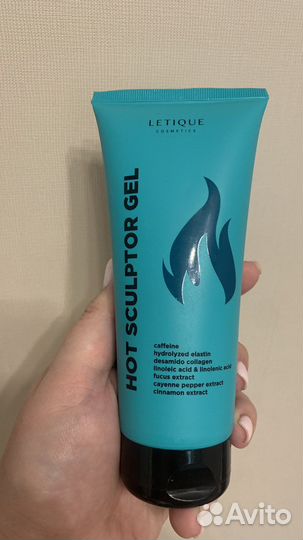 LETIQUE
COSMETICS
HOT SCULPTOR GEL
caffeine
hydrolyzed elastin
desamido collagen
linoleic acid & linolenic acid
fucus extract
cayenne pepper extract
cinnamon extract
Avito